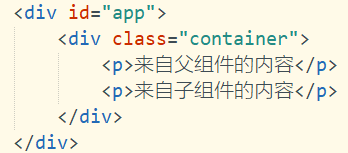 <div id="app">
    <div class="container">
        <p>来自父组件的内容</p>
        <p>来自子组件的内容</p>
    </div>
</div>